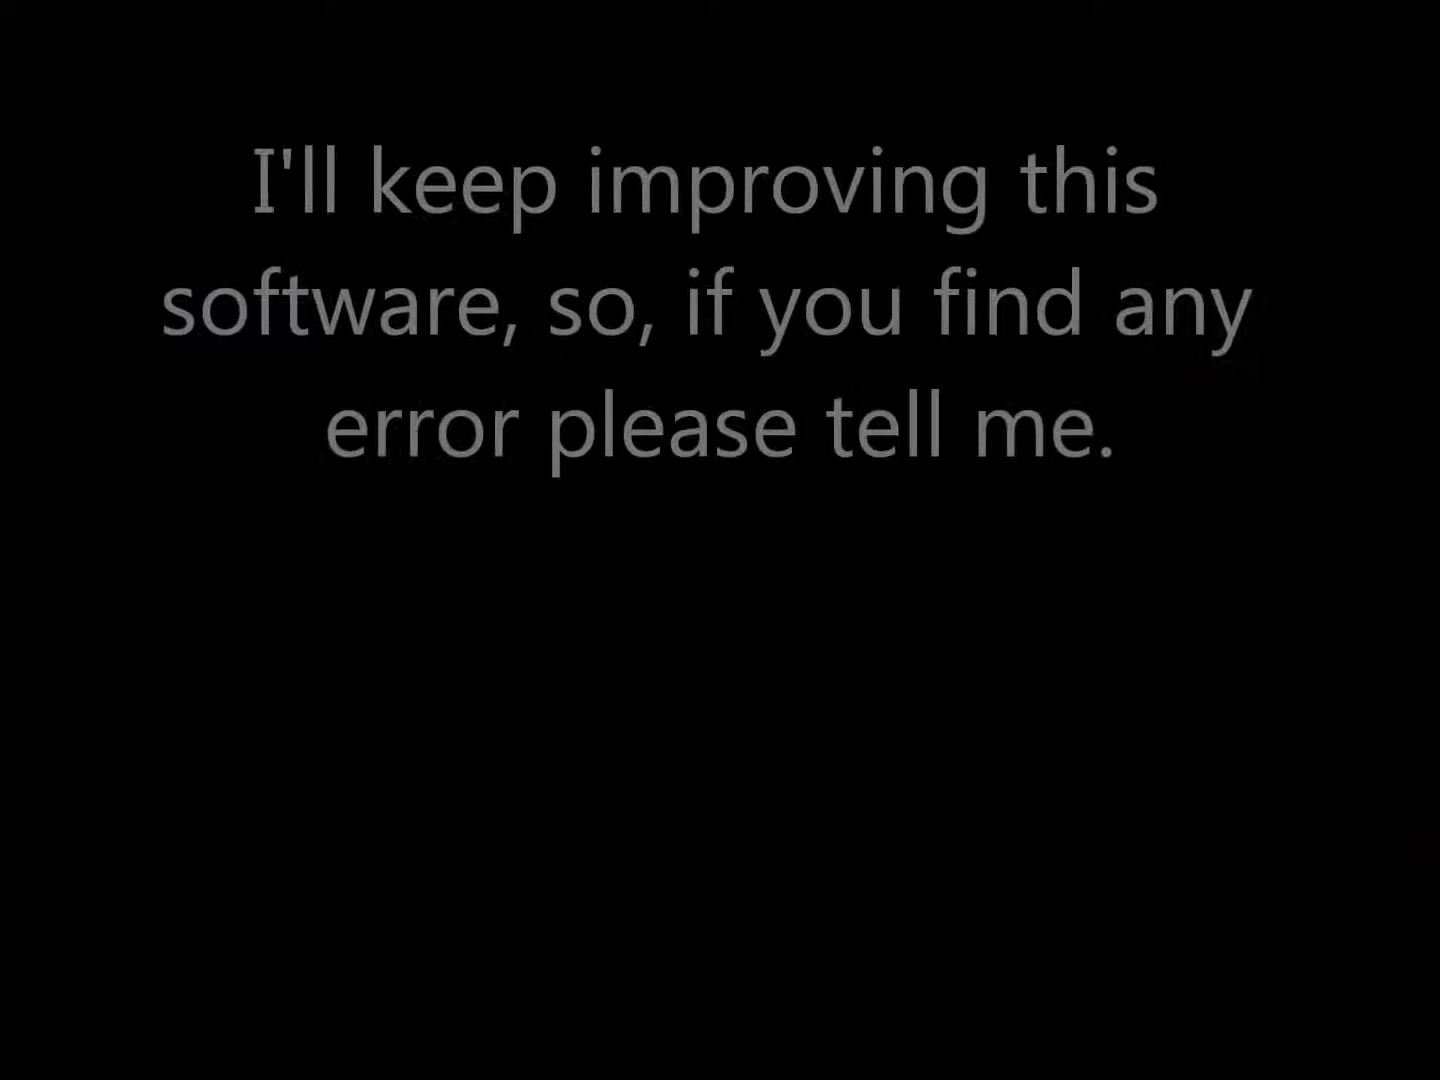 I'll keep improving this
software, so, if you find any
error please tell me.